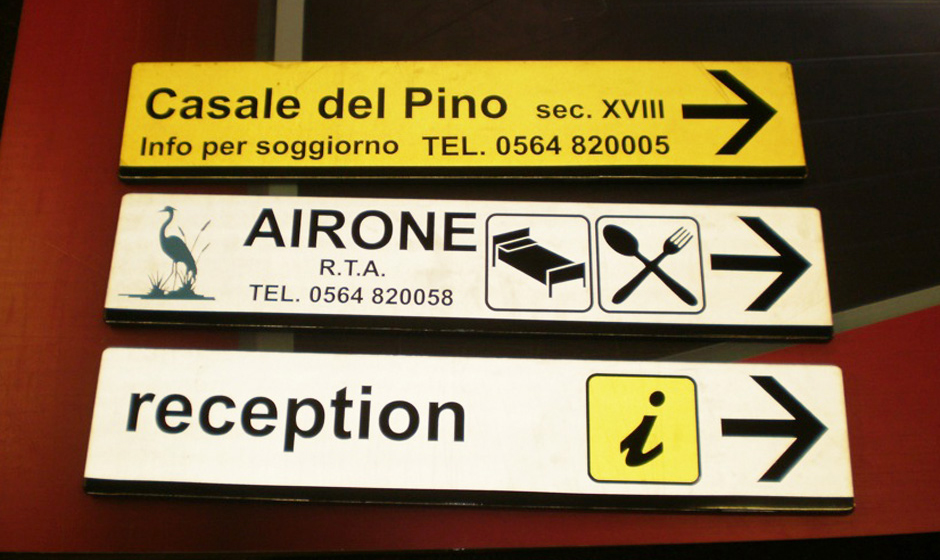 Casale del Pino sec. XVIII
Info per soggiorno TEL. 0564 820005
AIRONE
R.T.A.
TEL. 0564 820058
reception i